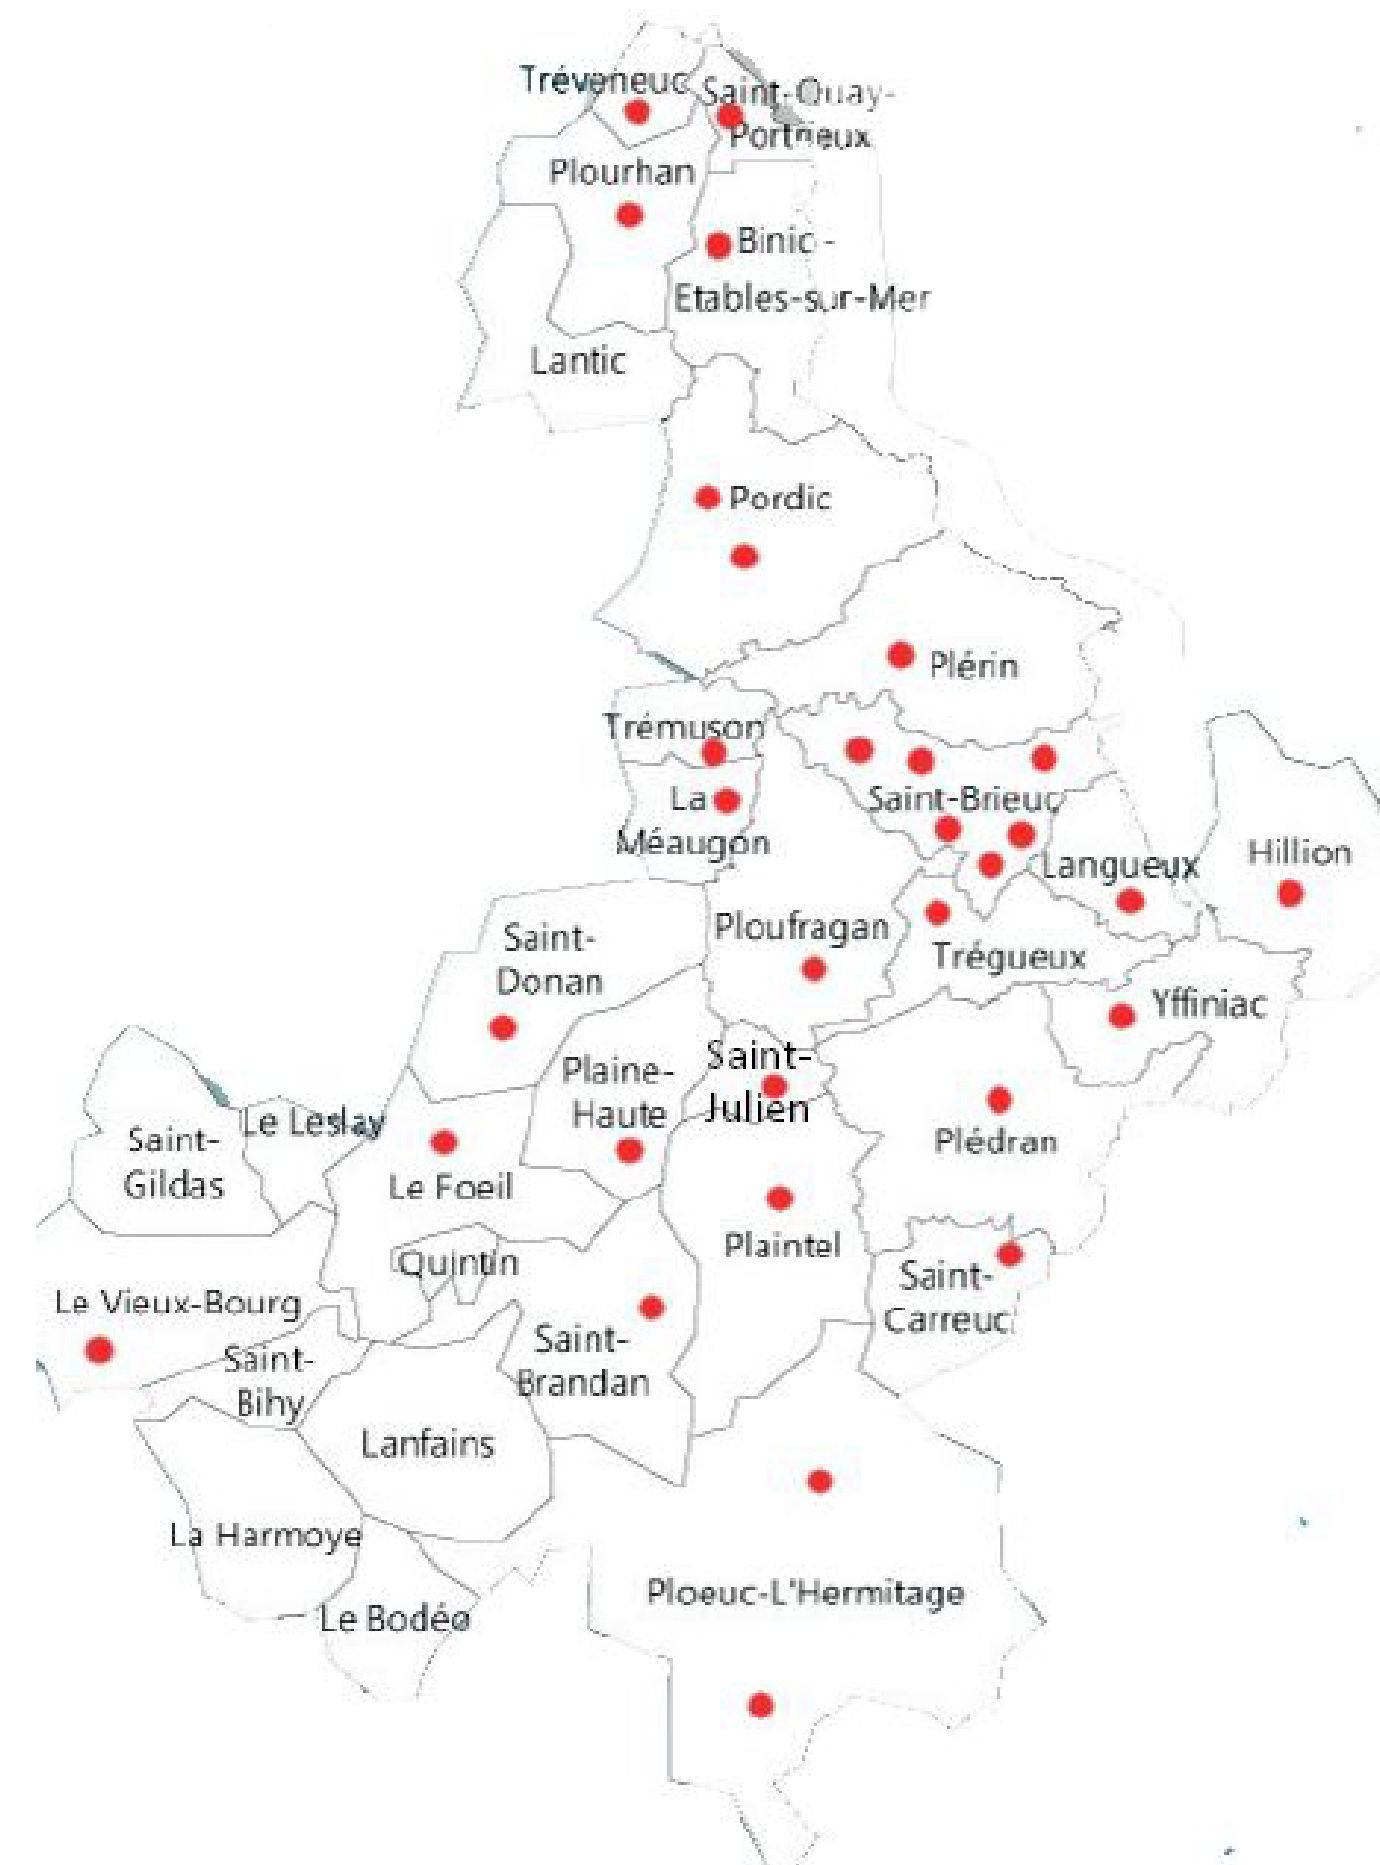 Tréveneuc
Saint-Quay-
Portrieux
Plourhan
Binic -
Etables-sur-Mer
Lantic
Pordic
Plérin
Trémuson
La
Méaugon
Saint-Brieuc
Langueux
Hillion
Ploufragan
Trégueux
Saint-
Donan
Yffiniac
Saint-
Julien
Plaine-
Haute
Le Leslay
Saint-
Gildas
Plédran
Le Foeil
Plaintel
Quintin
Saint-
Carreuc
Le Vieux-Bourg
Saint-
Bihy
Saint-
Brandan
Lanfains
La Harmoye
Ploeuc-L'Hermitage
Le Bodéo